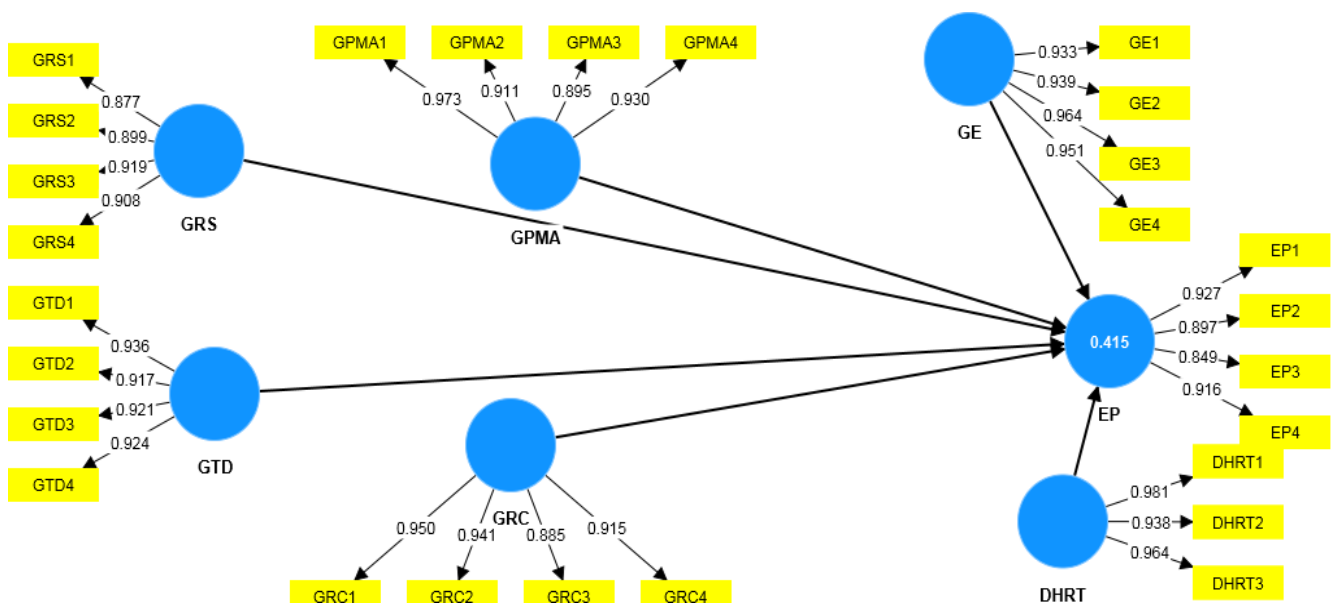 GRS1
GRS2
GRS3
GRS4
0.877
0.899
0.919
0.908
GRS
GPMA1
GPMA2
GPMA3
GPMA4
0.973
0.911
0.895
0.930
GPMA
GE1
GE2
GE3
GE4
0.933
0.939
0.964
0.951
GE
GTD1
GTD2
GTD3
GTD4
0.936
0.917
0.921
0.924
GTD
EP1
EP2
EP3
EP4
0.927
0.897
0.849
0.916
0.415
EP
GRC
0.950
0.941
0.885
0.915
GRC1
GRC2
GRC3
GRC4
DHRT1
DHRT2
DHRT3
0.981
0.938
0.964
DHRT